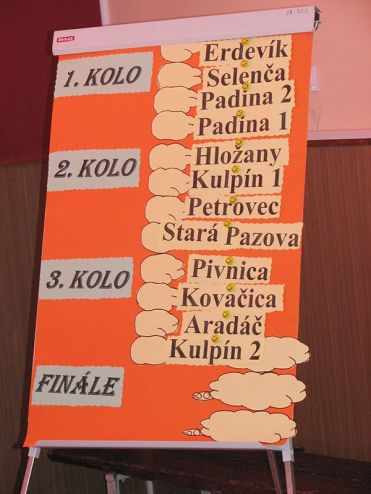 1. KOLO
Erdevík
Selenča
Padina 2
Padina 1
2. KOLO
Hložany
Kulpín 1
Petrovec
Stará Pazova
3. KOLO
Pivnica
Kovačica
Aradáč
Kulpín 2
FINÁLE